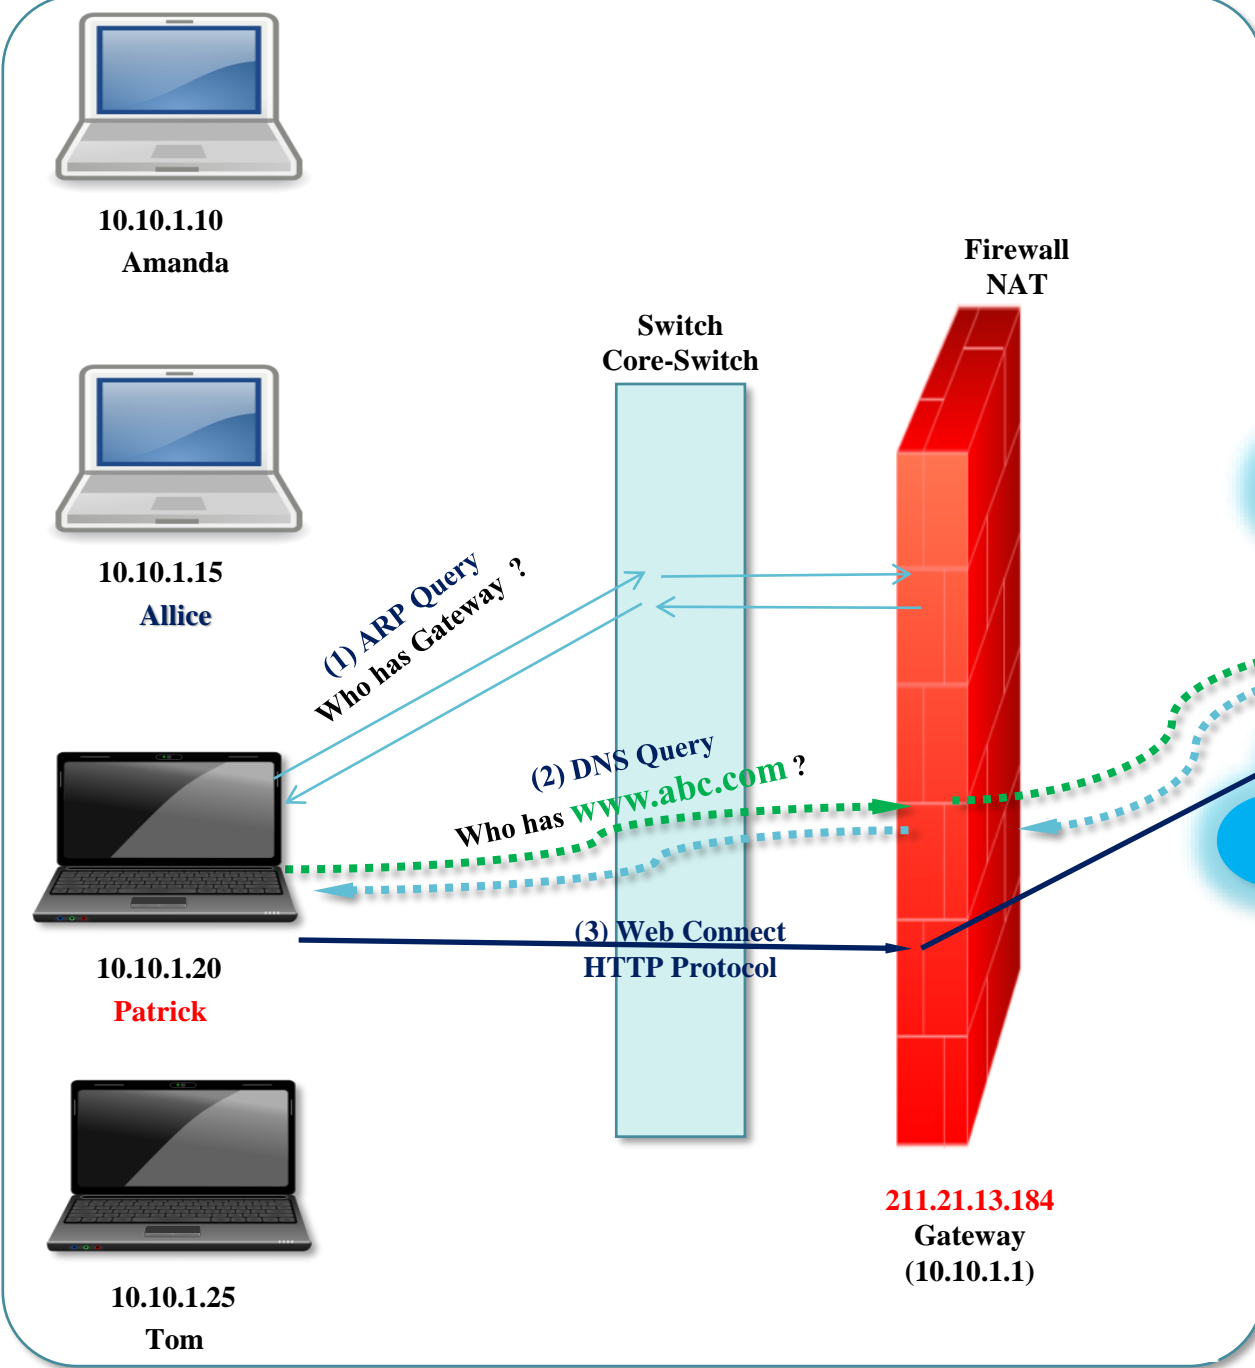 10.10.1.10
Amanda
Firewall
NAT
Switch
Core-Switch
10.10.1.15
Allice
(1) ARP Query
Who has Gateway ?
(2) DNS Query
Who has www.abc.com ?
(3) Web Connect
HTTP Protocol
10.10.1.20
Patrick
211.21.13.184
Gateway
(10.10.1.1)
10.10.1.25
Tom